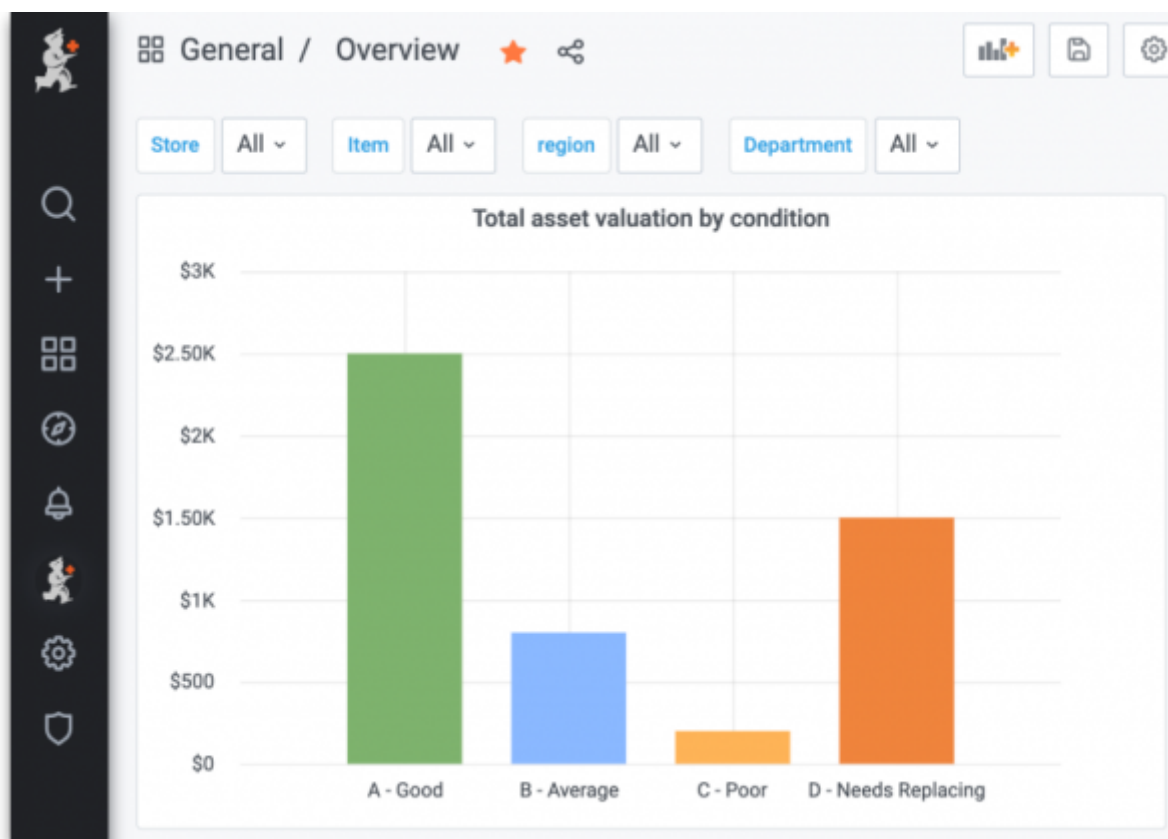 General / Overview
Store All Item All region All Department All
Total asset valuation by condition
$3K
$2.50K
$2K
$1.50K
$1K
$500
$0
A - Good B - Average C - Poor D - Needs Replacing